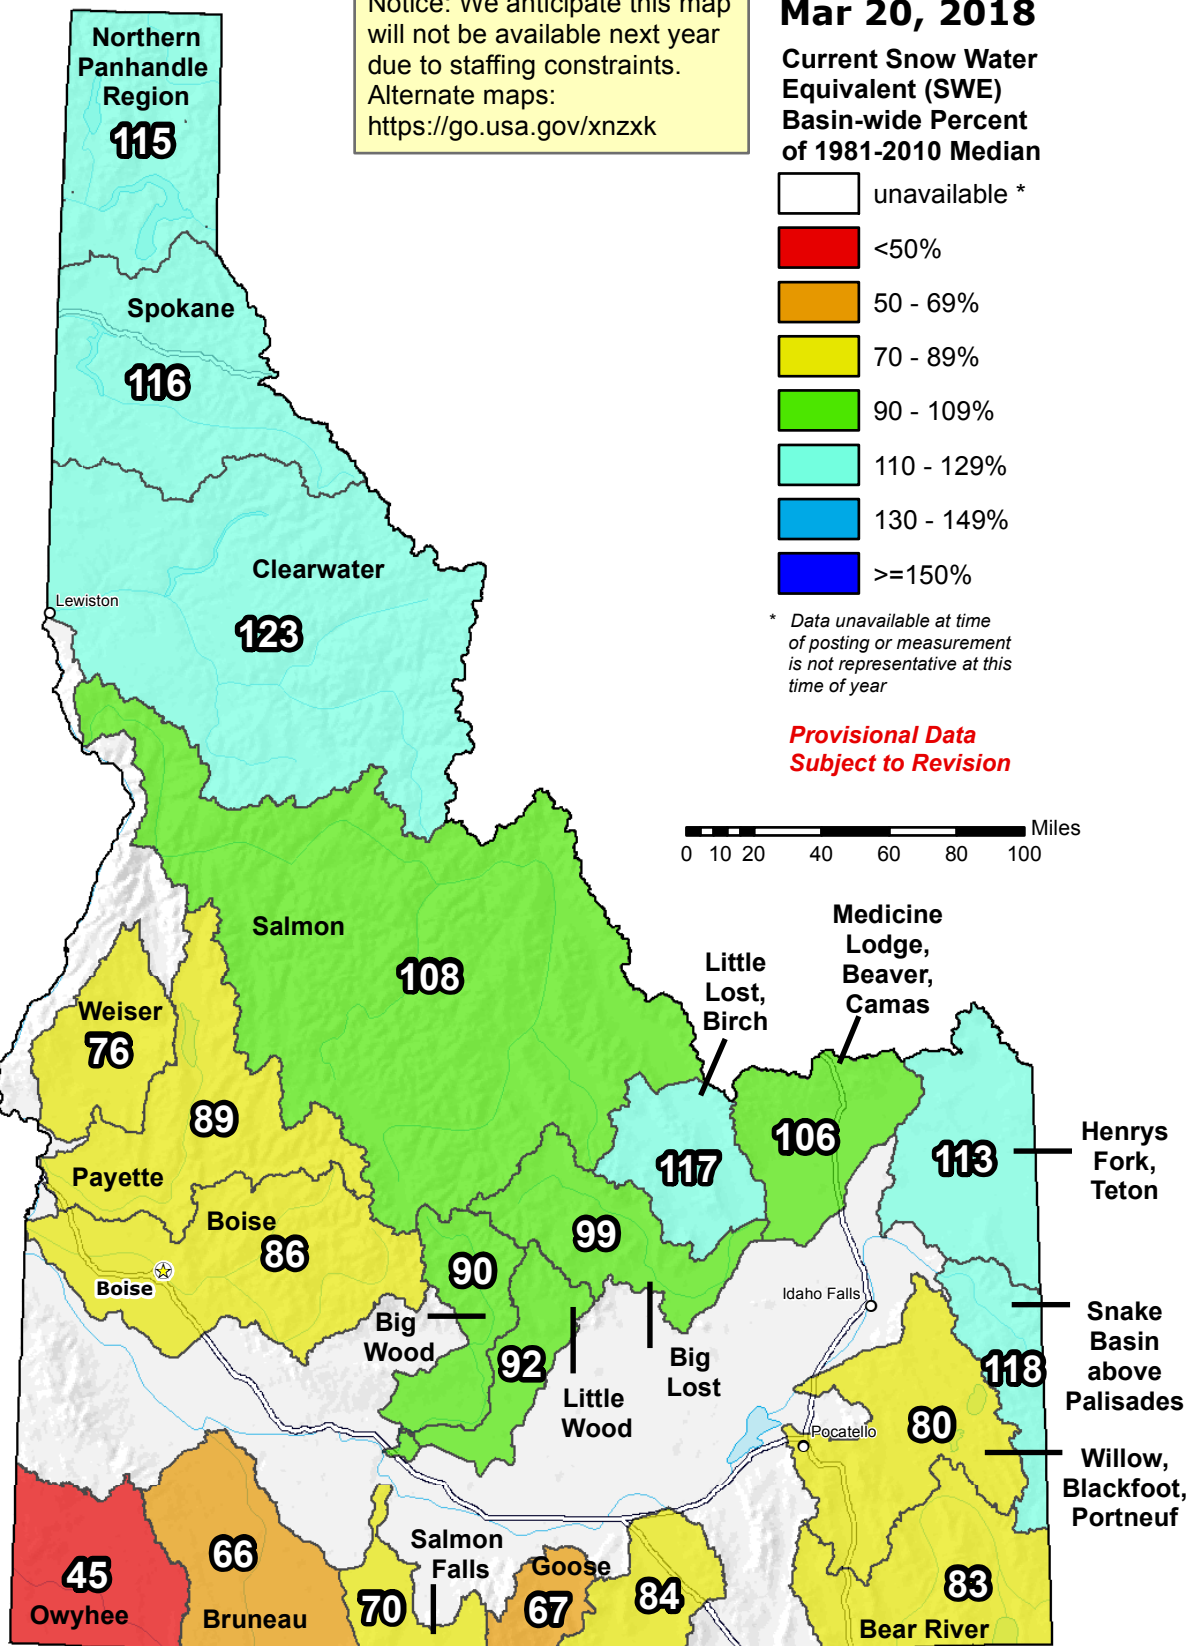 Notice: We anticipate this map
will not be available next year
due to staffing constraints.
Alternate maps:
https://go.usa.gov/xnzxk
Mar 20, 2018
Current Snow Water
Equivalent (SWE)
Basin-wide Percent
of 1981-2010 Median
unavailable *
<50%
50 - 69%
70 - 89%
90 - 109%
110 - 129%
130 - 149%
>=150%
* Data unavailable at time
of posting or measurement
is not representative at this
time of year
Provisional Data
Subject to Revision
Miles
0 10 20 40 60 80 100
Northern
Panhandle
Region
115
Spokane
116
Clearwater
123
Lewiston
Salmon
108
Weiser
76
89
Payette
Boise
86
Boise
Little
Lost,
Birch
117
Medicine
Lodge,
Beaver,
Camas
106
113
Henrys
Fork,
Teton
99
90
Big
Wood
92
Little
Wood
Big
Lost
Idaho Falls
Snake
Basin
above
Palisades
118
80
Pocatello
Willow,
Blackfoot,
Portneuf
45
Owyhee
66
Bruneau
70
Salmon
Falls
Goose
67
84
83
Bear River